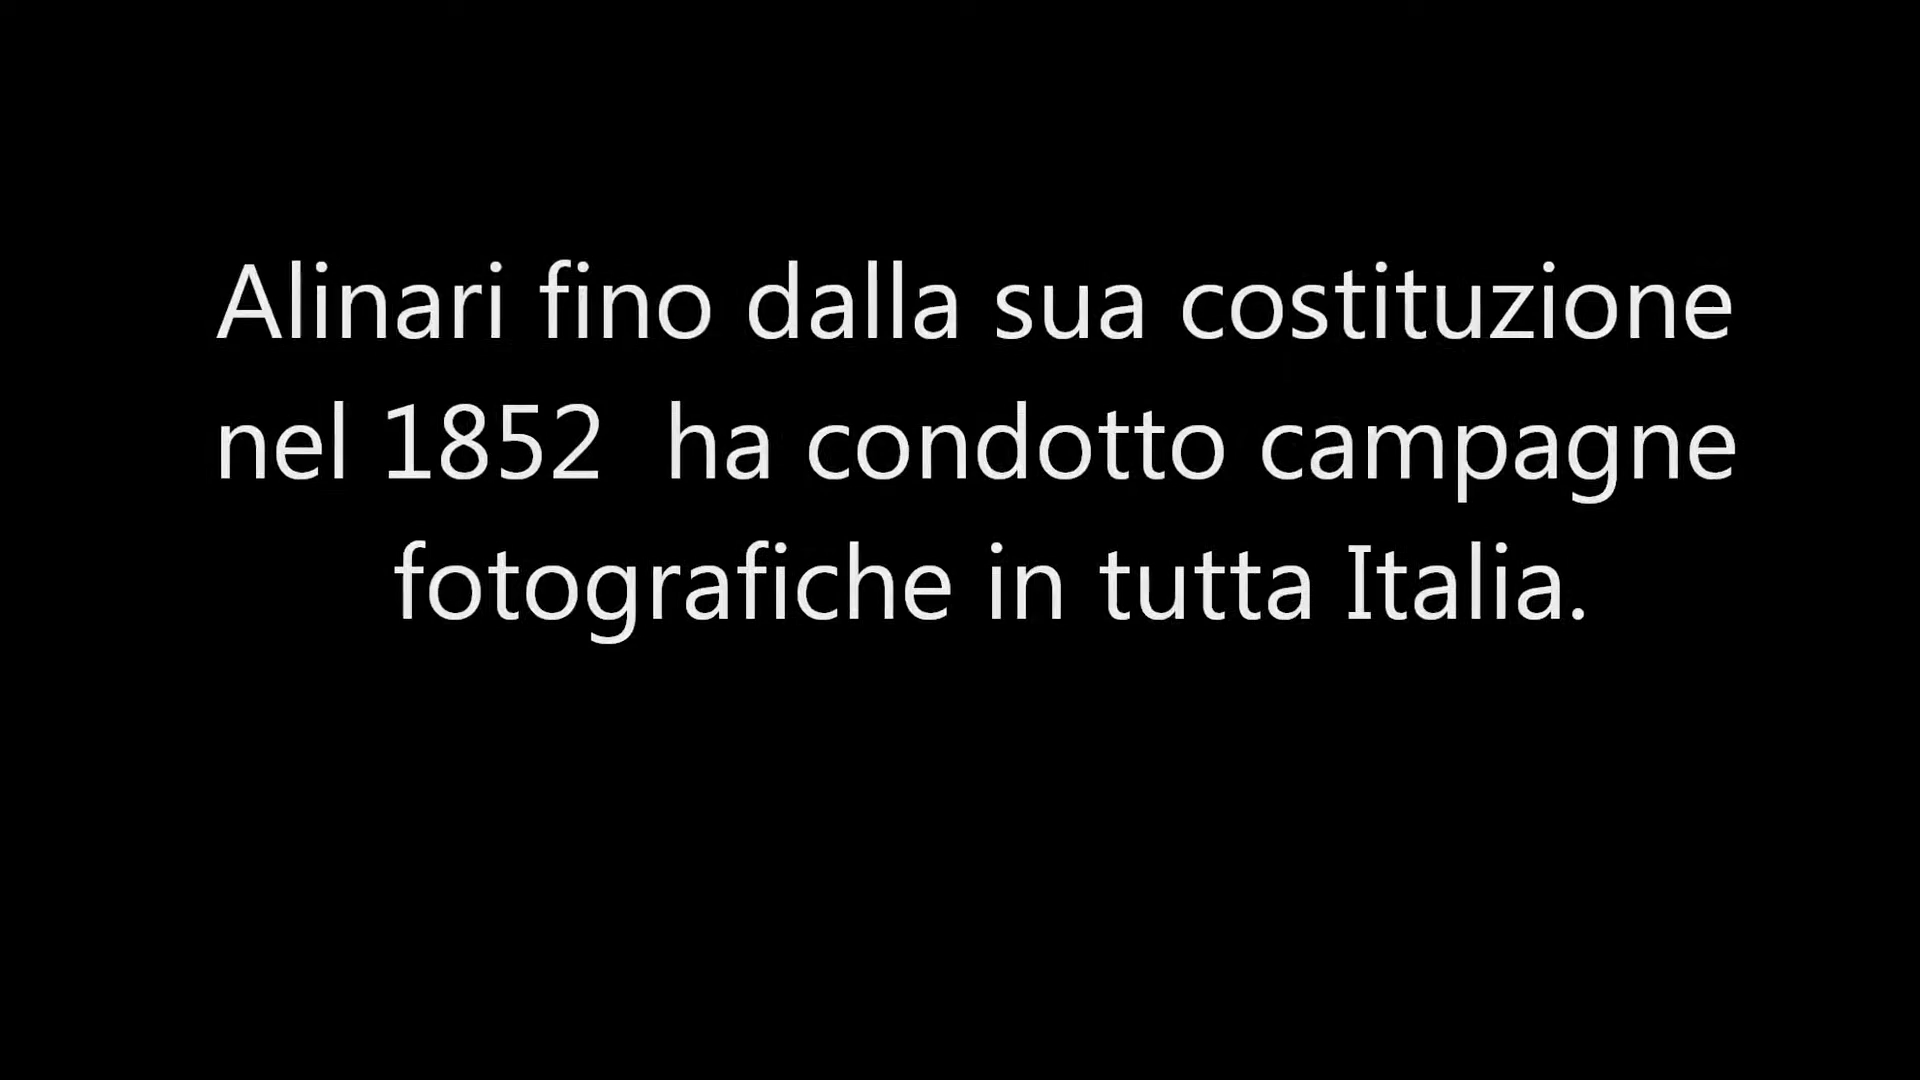 Alinari fino dalla sua costituzione
nel 1852  ha condotto campagne
fotografiche in tutta Italia.